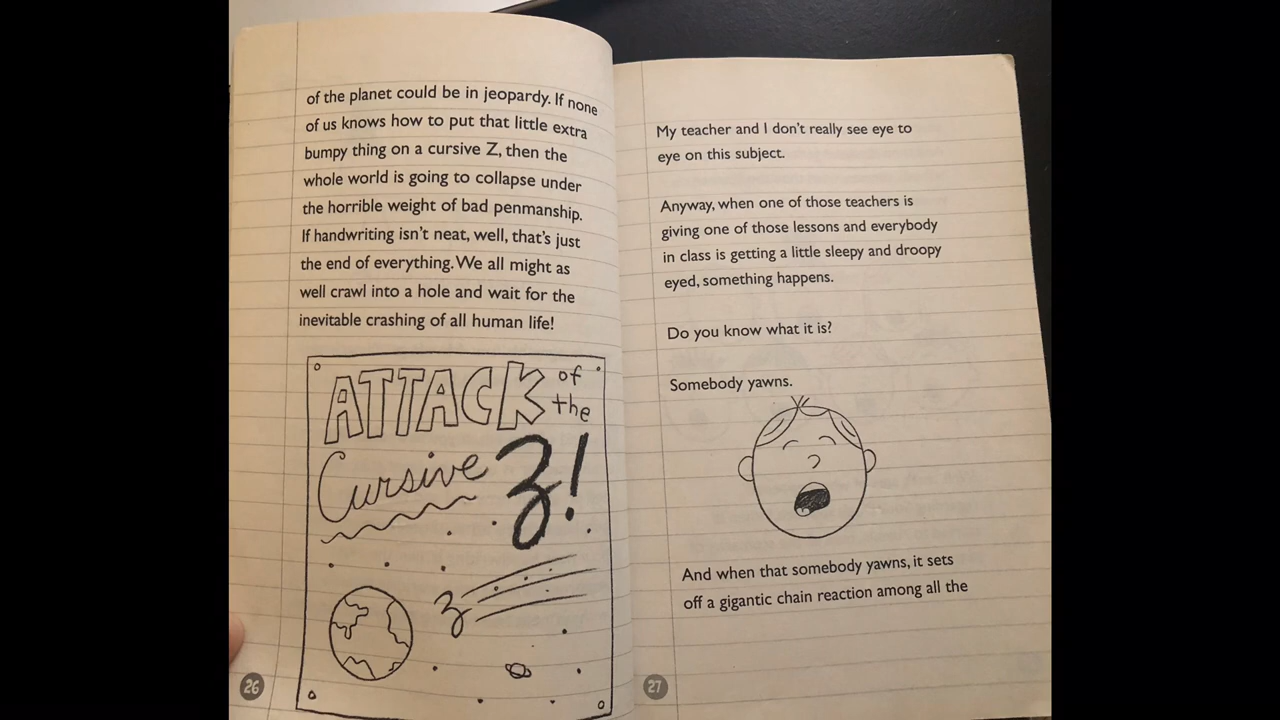 of the planet could be in jeopardy. If none
of us knows how to put that little extra
bumpy thing on a cursive Z, then the
whole world is going to collapse under
the horrible weight of bad penmanship.
If handwriting isn't neat, well, that's just
the end of everything. We all might as
well crawl into a hole and wait for the
inevitable crashing of all human life!
ATTACK of
the
Cursive Z!
Z
26
My teacher and I don't really see eye to
eye on this subject.
Anyway, when one of those teachers is
giving one of those lessons and everybody
in class is getting a little sleepy and droopy
eyed, something happens.
Do you know what it is?
Somebody yawns.
And when that somebody yawns, it sets
off a gigantic chain reaction among all the
27